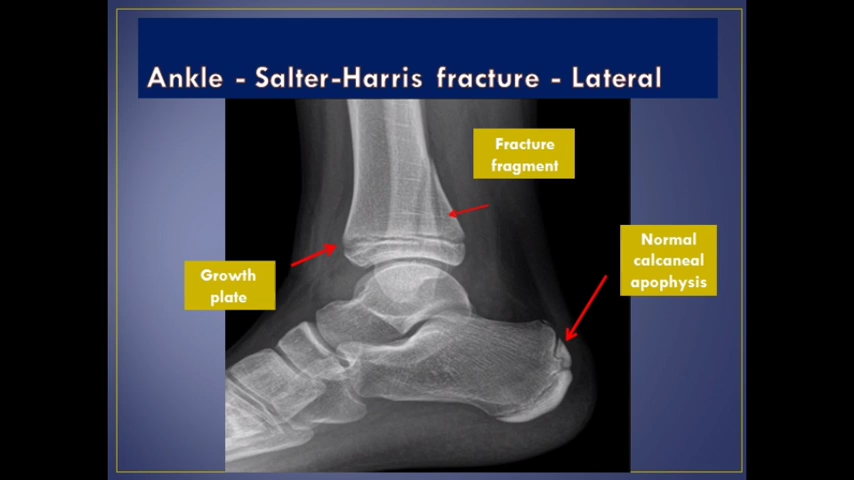 Ankle - Salter-Harris fracture - Lateral
Fracture
fragment
Normal
calcaneal
apophysis
Growth
plate